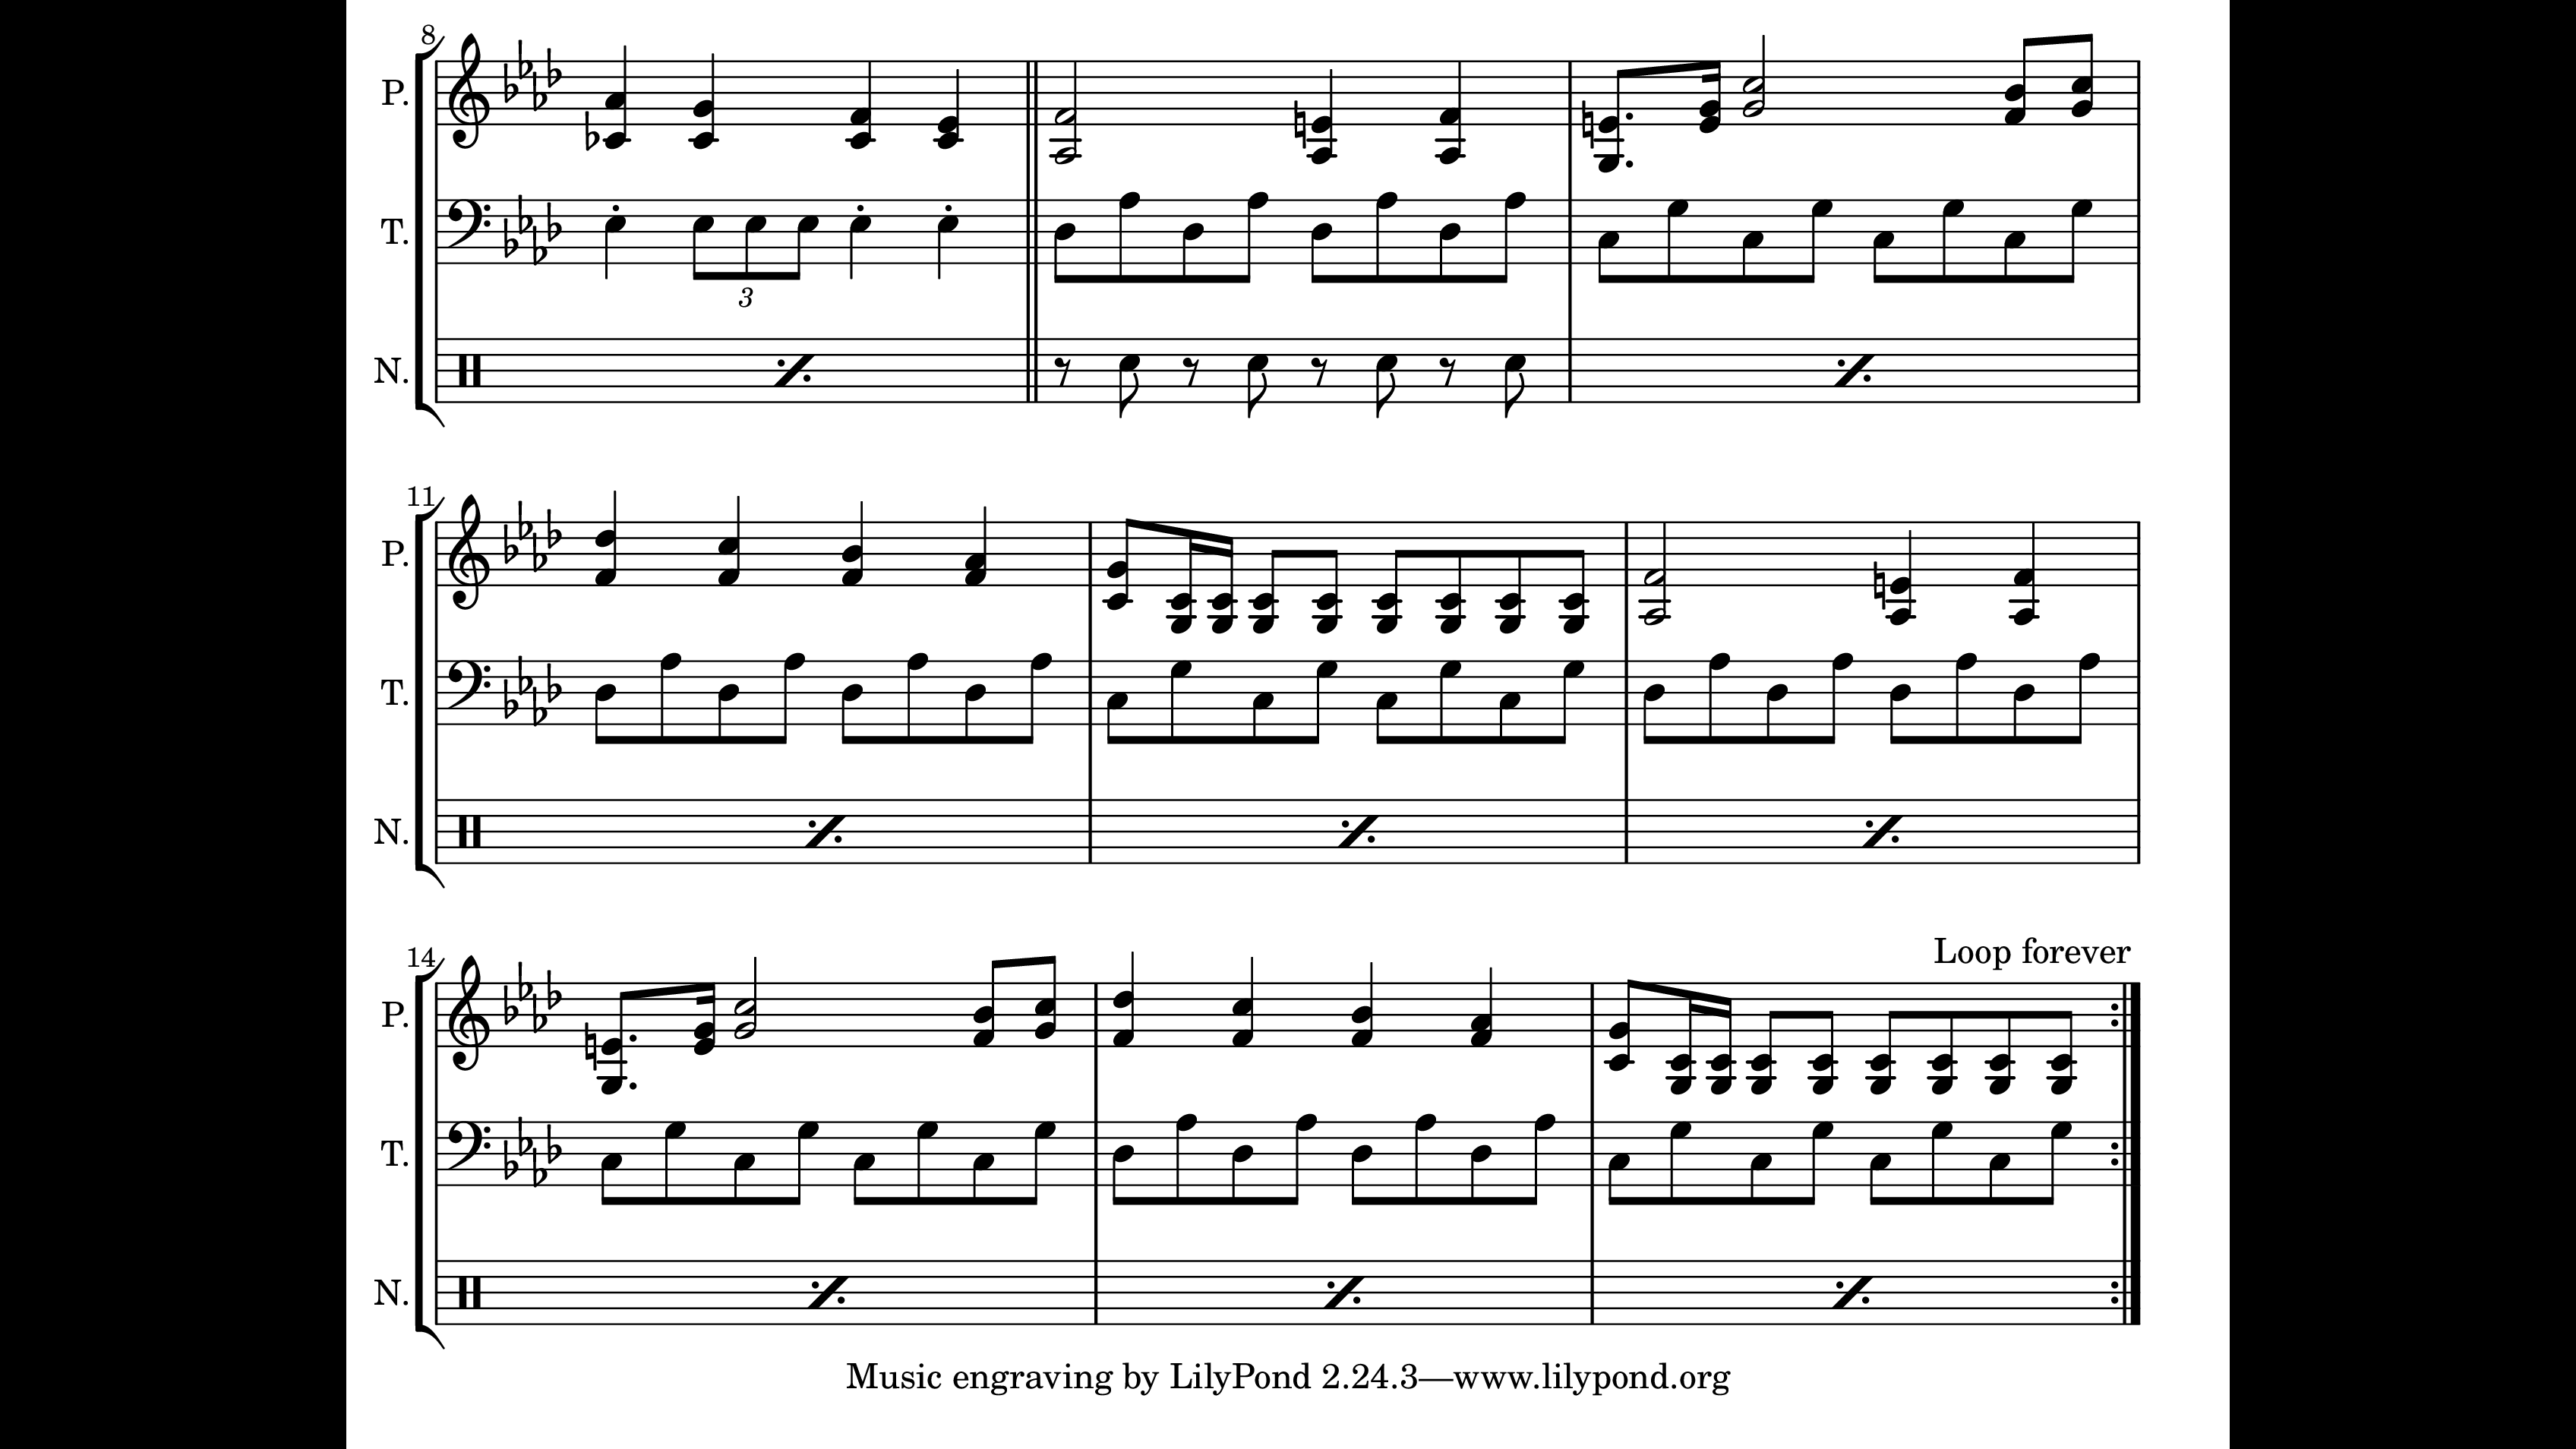 8
P.
T.
3
N.
11
P.
T.
N.
Loop forever
14
P.
T.
N.
Music engraving by LilyPond 2.24.3—www.lilypond.org